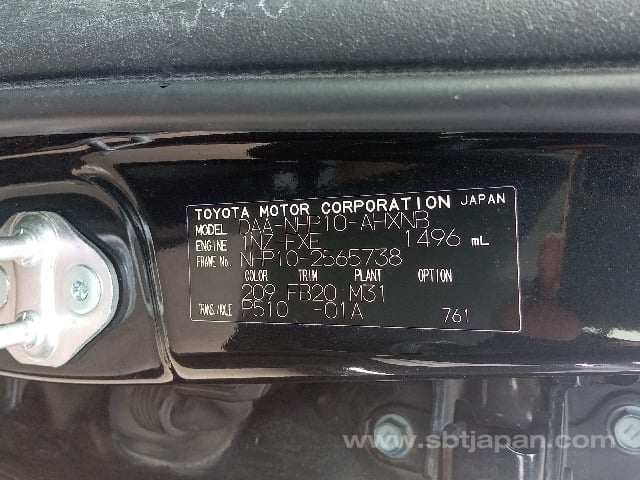 TOYOTA MOTOR CORPORATION JAPAN
MODEL DAA-NHP10-AHXNB
ENGINE 1NZ-FXE 1496 mL
FRAME No. NHP10-2565738
COLOR TRIM PLANT OPTION
209 FB20 M31
TRANS./AXLE P510 -01A 761
www.sbtjapan.com